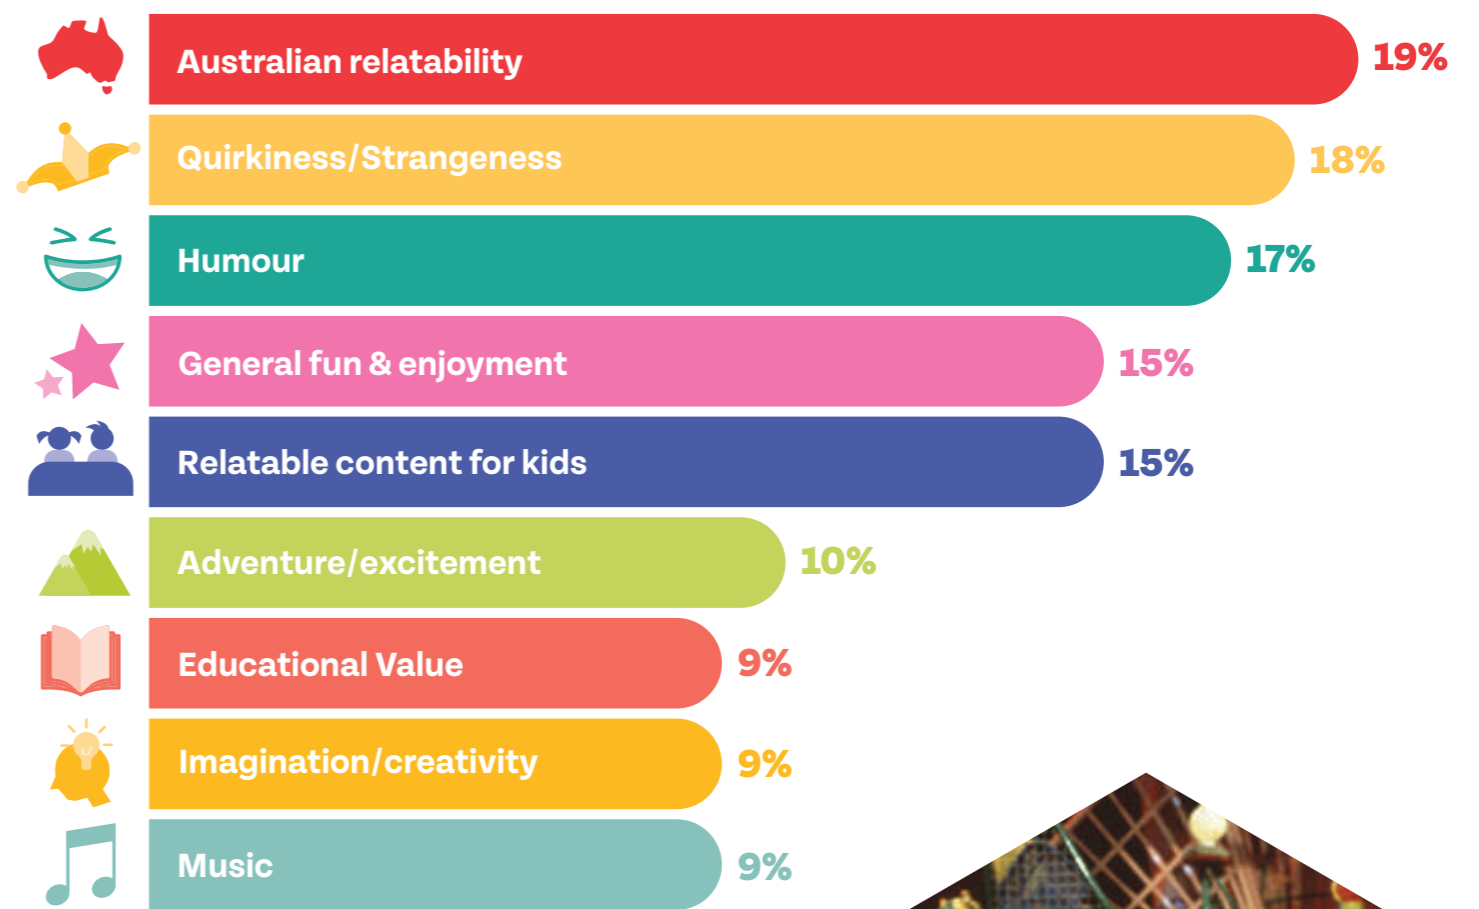 Australian relatability 19%
Quirkiness/Strangeness 18%
Humour 17%
General fun & enjoyment 15%
Relatable content for kids 15%
Adventure/excitement 10%
Educational Value 9%
Imagination/creativity 9%
Music 9%